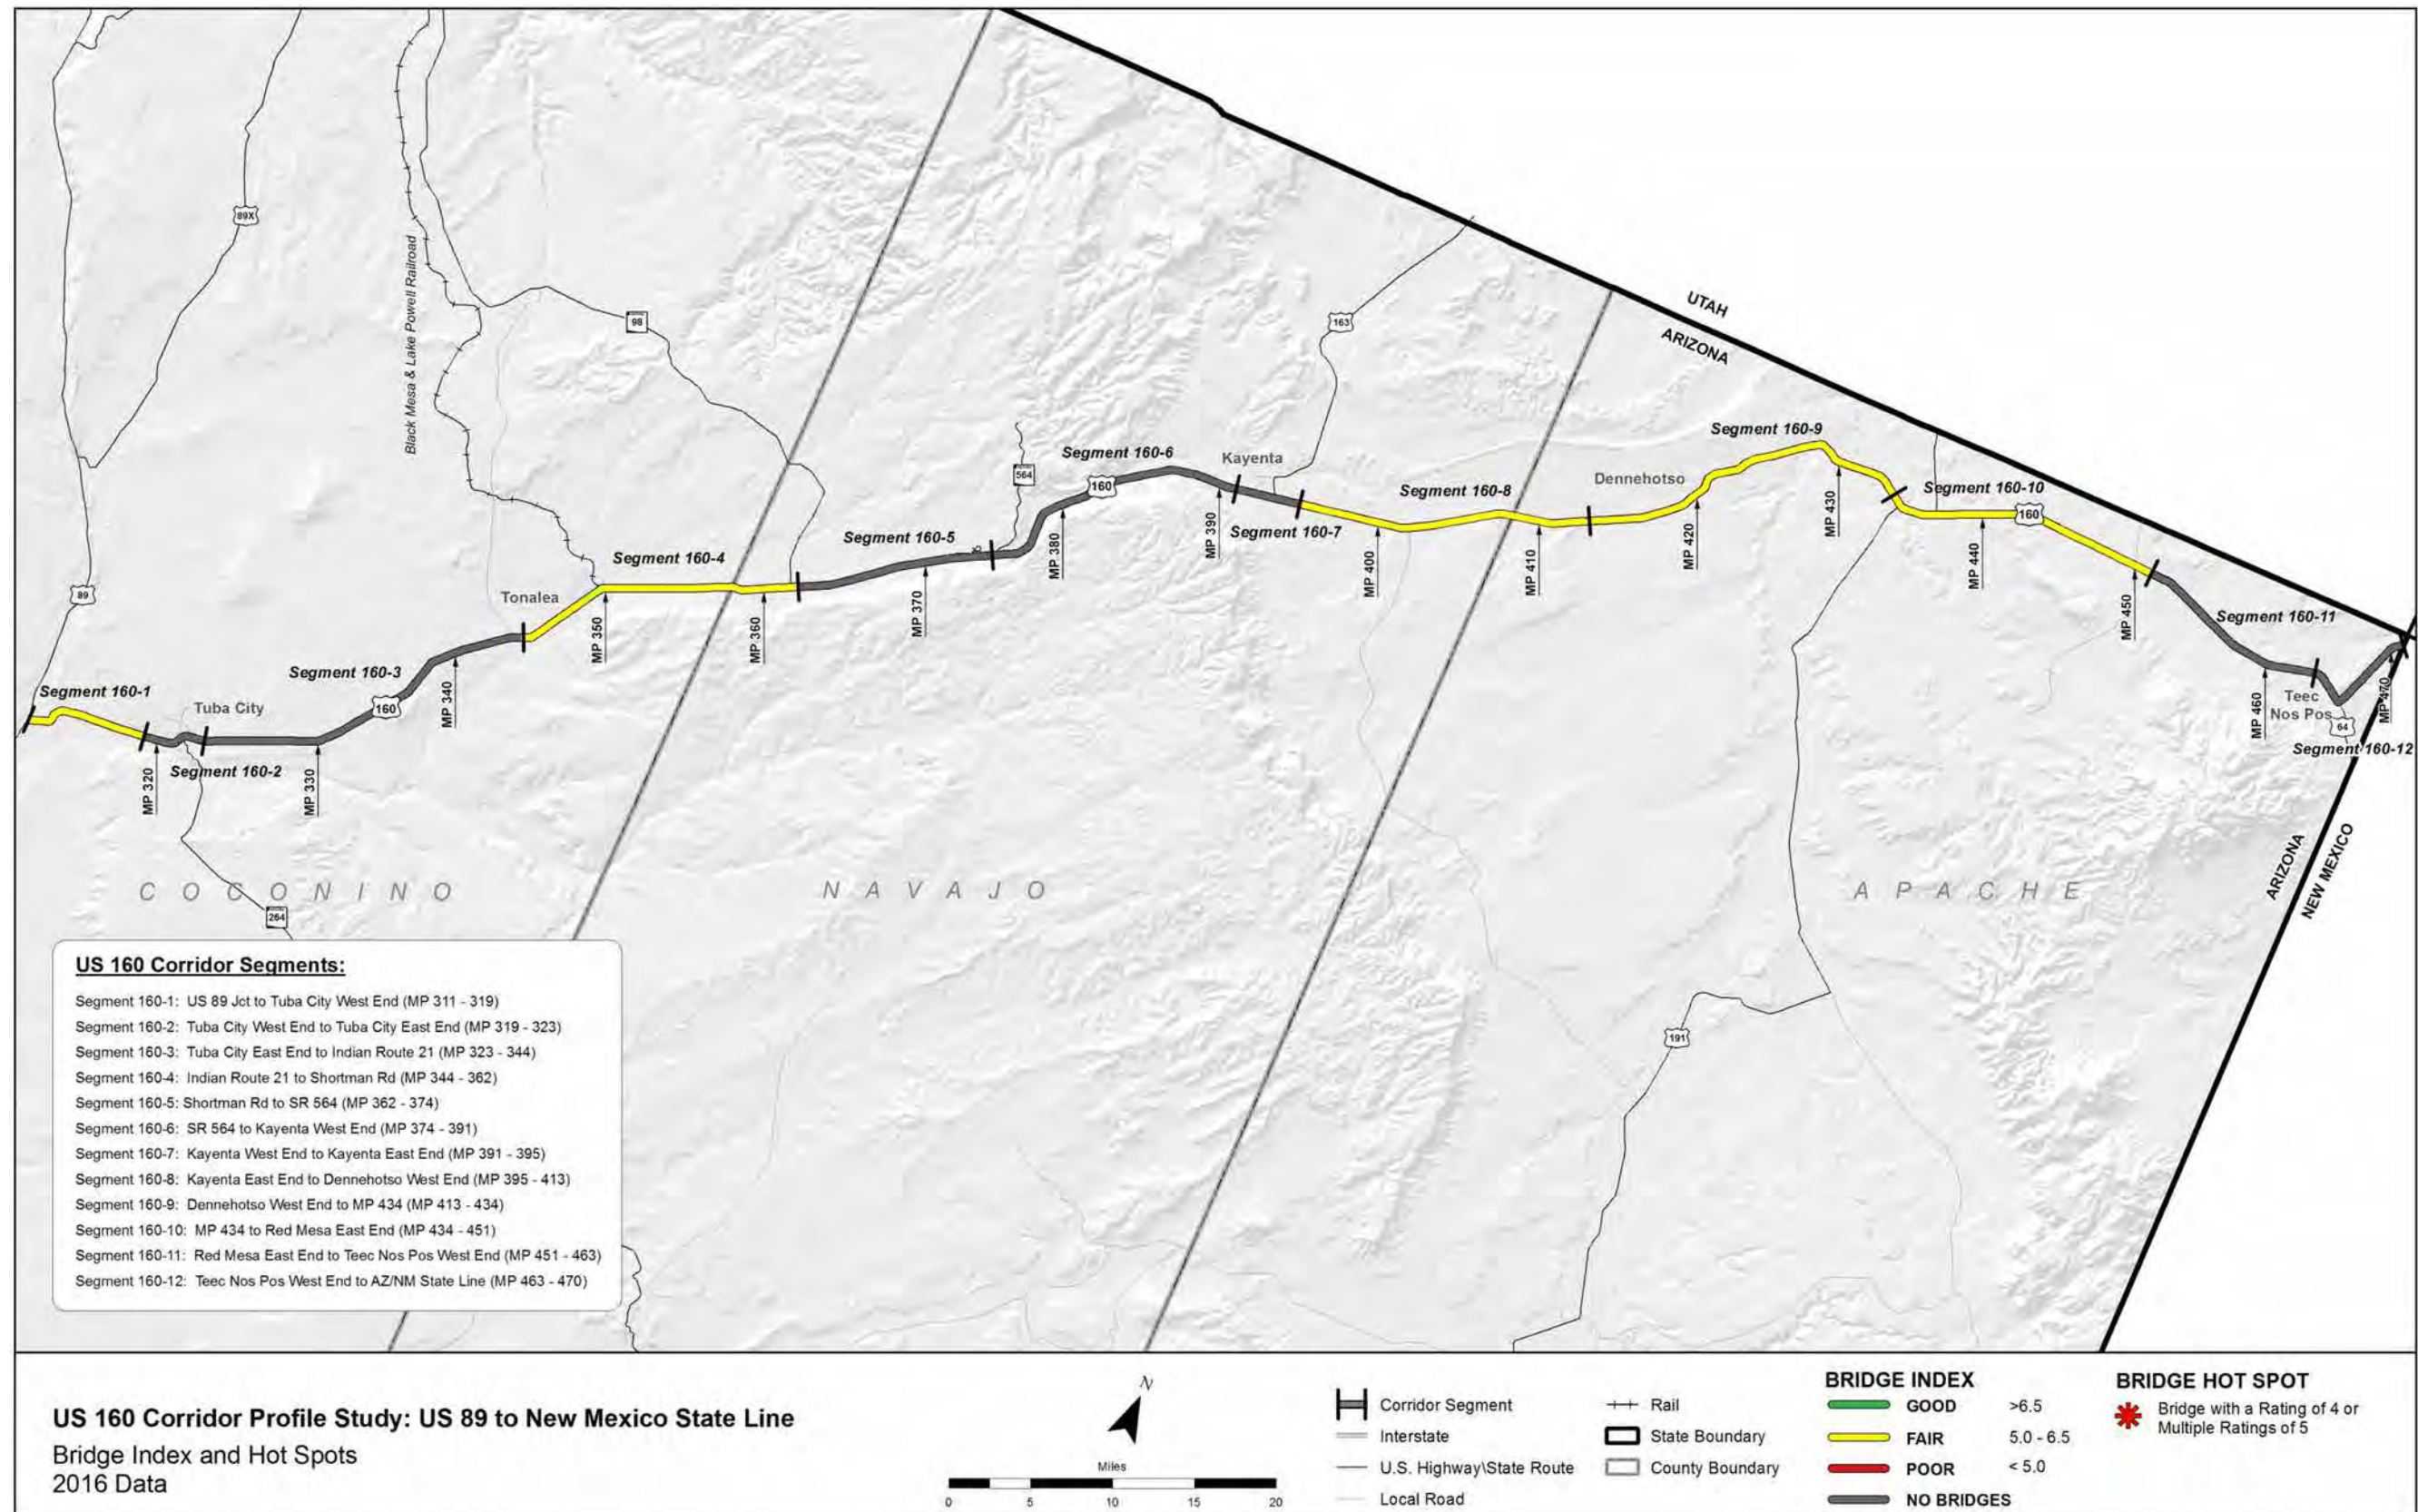 UTAH
ARIZONA
89X
Black Mesa & Lake Powell Railroad
98
163
564
Segment 160-6
160
Kayenta
Segment 160-9
Dennehotso
Segment 160-8
Segment 160-10
160
MP 430
MP 420
MP 440
MP 390
Segment 160-7
MP 380
MP 400
MP 410
Segment 160-5
Segment 160-4
MP 370
MP 450
89
Tonalea
MP 350
MP 360
Segment 160-11
Segment 160-3
MP 340
160
Segment 160-1
Tuba City
MP 460
Teec
Nos Pos
64
MP 470
Segment 160-12
MP 320
Segment 160-2
MP 330
COCONINO
NAVAJO
APACHE
ARIZONA
NEW MEXICO
264
191
US 160 Corridor Segments:
Segment 160-1: US 89 Jct to Tuba City West End (MP 311 - 319)
Segment 160-2: Tuba City West End to Tuba City East End (MP 319 - 323)
Segment 160-3: Tuba City East End to Indian Route 21 (MP 323 - 344)
Segment 160-4: Indian Route 21 to Shortman Rd (MP 344 - 362)
Segment 160-5: Shortman Rd to SR 564 (MP 362 - 374)
Segment 160-6: SR 564 to Kayenta West End (MP 374 - 391)
Segment 160-7: Kayenta West End to Kayenta East End (MP 391 - 395)
Segment 160-8: Kayenta East End to Dennehotso West End (MP 395 - 413)
Segment 160-9: Dennehotso West End to MP 434 (MP 413 - 434)
Segment 160-10: MP 434 to Red Mesa East End (MP 434 - 451)
Segment 160-11: Red Mesa East End to Teec Nos Pos West End (MP 451 - 463)
Segment 160-12: Teec Nos Pos West End to AZ/NM State Line (MP 463 - 470)
US 160 Corridor Profile Study: US 89 to New Mexico State Line
Bridge Index and Hot Spots
2016 Data
N
Miles
0 5 10 15 20
Corridor Segment
Interstate
U.S. Highway\State Route
Local Road
Rail
State Boundary
County Boundary
BRIDGE INDEX
GOOD >6.5
FAIR 5.0 - 6.5
POOR < 5.0
NO BRIDGES
BRIDGE HOT SPOT
Bridge with a Rating of 4 or
Multiple Ratings of 5